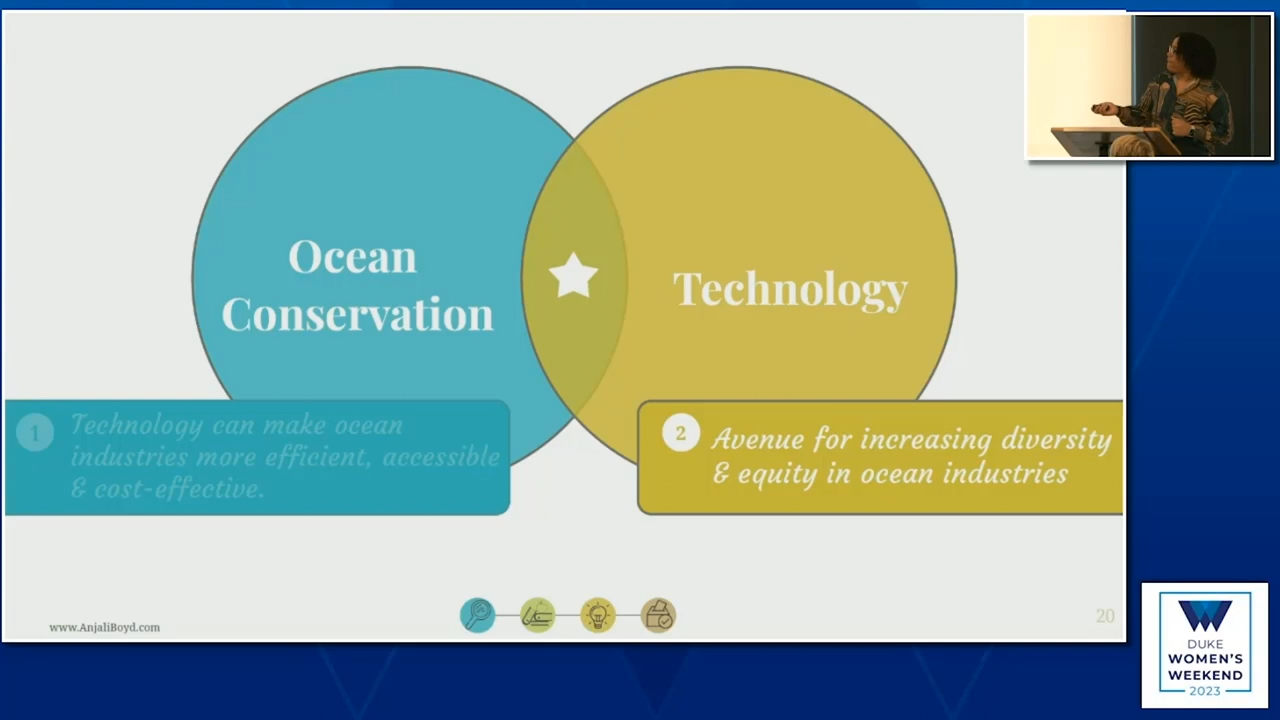 Ocean
Conservation
Technology
1
Technology can make ocean
industries more efficient, accessible
& cost-effective.
2
Avenue for increasing diversity
& equity in ocean industries
www.AnjaliBoyd.com
20
DUKE
WOMEN'S
WEEKEND
2023